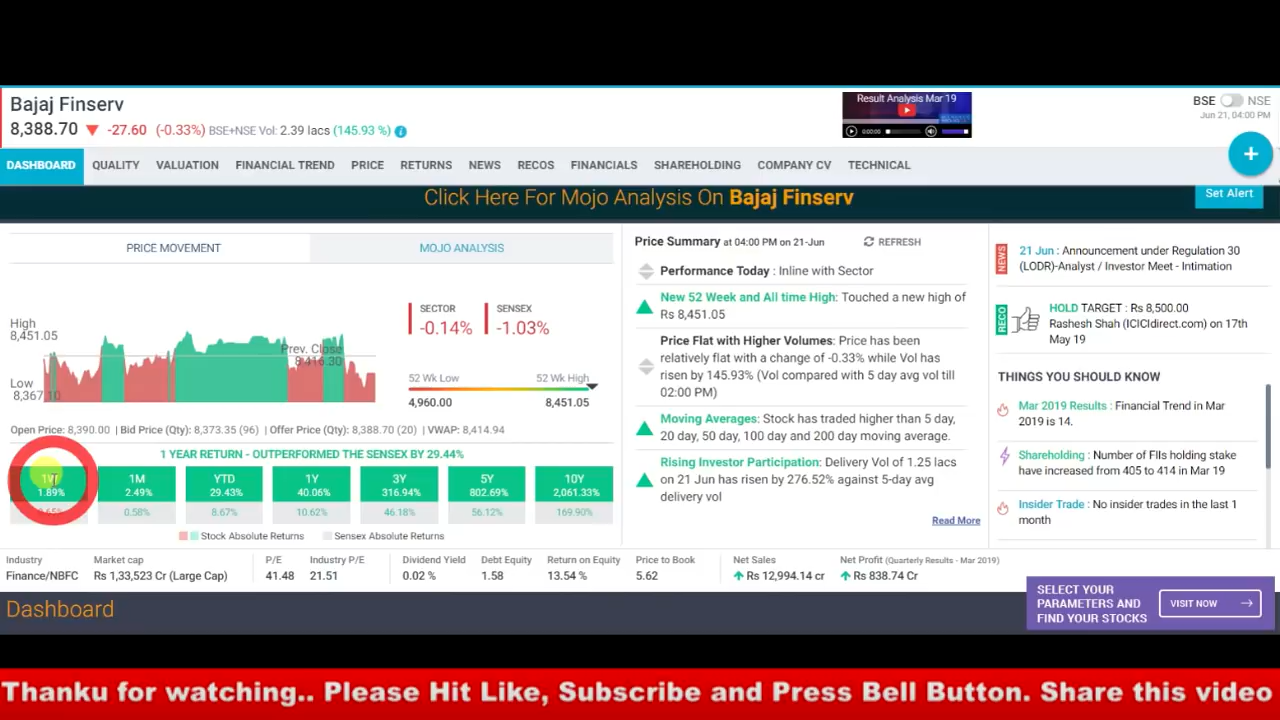 Bajaj Finserv
8,388.70 -27.60 (-0.33%) BSE+NSE Vol: 2.39 lacs (145.93 %)
Result Analysis Mar 19
0:00:00
BSE NSE
Jun 21, 04:00 PM
DASHBOARD QUALITY VALUATION FINANCIAL TREND PRICE RETURNS NEWS RECOS FINANCIALS SHAREHOLDING COMPANY CV TECHNICAL
+
Click Here For Mojo Analysis On Bajaj Finserv
Set Alert
PRICE MOVEMENT MOJO ANALYSIS
High
8,451.05
Prev. Close
8,416.30
Low
8,367.10
SECTOR
-0.14%
SENSEX
-1.03%
52 Wk Low 52 Wk High
4,960.00 8,451.05
Open Price: 8,390.00 | Bid Price (Qty): 8,373.35 (96) | Offer Price (Qty): 8,388.70 (20) | VWAP: 8,414.94
1 YEAR RETURN - OUTPERFORMED THE SENSEX BY 29.44%
1W 1M YTD 1Y 3Y 5Y 10Y
1.89% 2.49% 29.43% 40.06% 316.94% 802.69% 2,061.33%
0.58% 8.67% 10.62% 46.18% 56.12% 169.90%
Stock Absolute Returns Sensex Absolute Returns
Price Summary at 04:00 PM on 21-Jun REFRESH
Performance Today : Inline with Sector
New 52 Week and All time High: Touched a new high of
Rs 8,451.05
Price Flat with Higher Volumes: Price has been
relatively flat with a change of -0.33% while Vol has
risen by 145.93% (Vol compared with 5 day avg vol till
02:00 PM)
Moving Averages: Stock has traded higher than 5 day,
20 day, 50 day, 100 day and 200 day moving average.
Rising Investor Participation: Delivery Vol of 1.25 lacs
on 21 Jun has risen by 276.52% against 5-day avg
delivery vol
Read More
NEWS
21 Jun : Announcement under Regulation 30
(LODR)-Analyst / Investor Meet - Intimation
RECO
HOLD TARGET : Rs 8,500.00
Rashesh Shah (ICICIdirect.com) on 17th
May 19
THINGS YOU SHOULD KNOW
Mar 2019 Results : Financial Trend in Mar
2019 is 14.
Shareholding : Number of FIIs holding stake
have increased from 405 to 414 in Mar 19
Insider Trade : No insider trades in the last 1
month
Industry Market cap P/E Industry P/E Dividend Yield Debt Equity Return on Equity Price to Book Net Sales Net Profit (Quarterly Results - Mar 2019)
Finance/NBFC Rs 1,33,523 Cr (Large Cap) 41.48 21.51 0.02 % 1.58 13.54 % 5.62 Rs 12,994.14 cr Rs 838.74 Cr
Dashboard
SELECT YOUR
PARAMETERS AND
FIND YOUR STOCKS
VISIT NOW
Thanku for watching.. Please Hit Like, Subscribe and Press Bell Button. Share this video